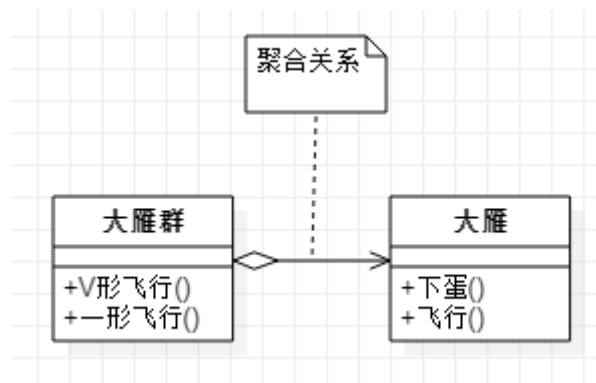 聚合关系
大雁群
+V形飞行()
+一形飞行()
大雁
+下蛋()
+飞行()